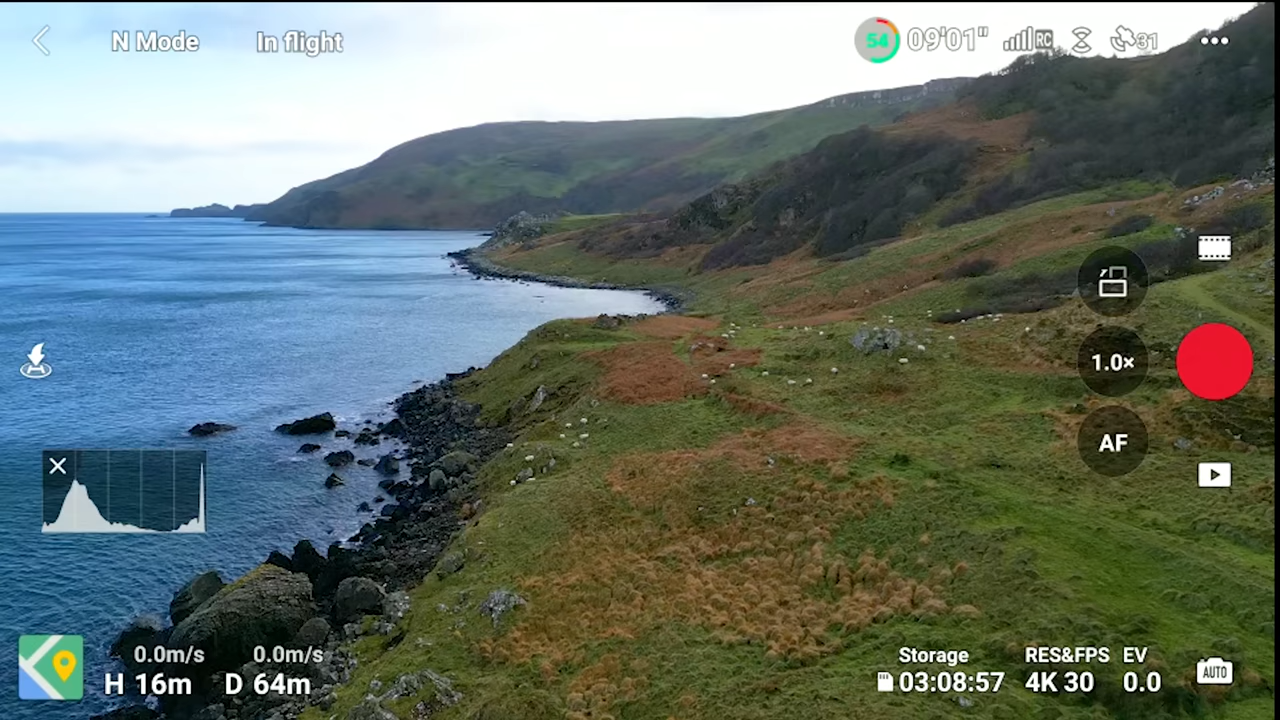 N Mode In flight 54 09'01" RC 31
1.0×
AF
0.0m/s 0.0m/s
H 16m D 64m
Storage RES&FPS EV
03:08:57 4K 30 0.0
AUTO